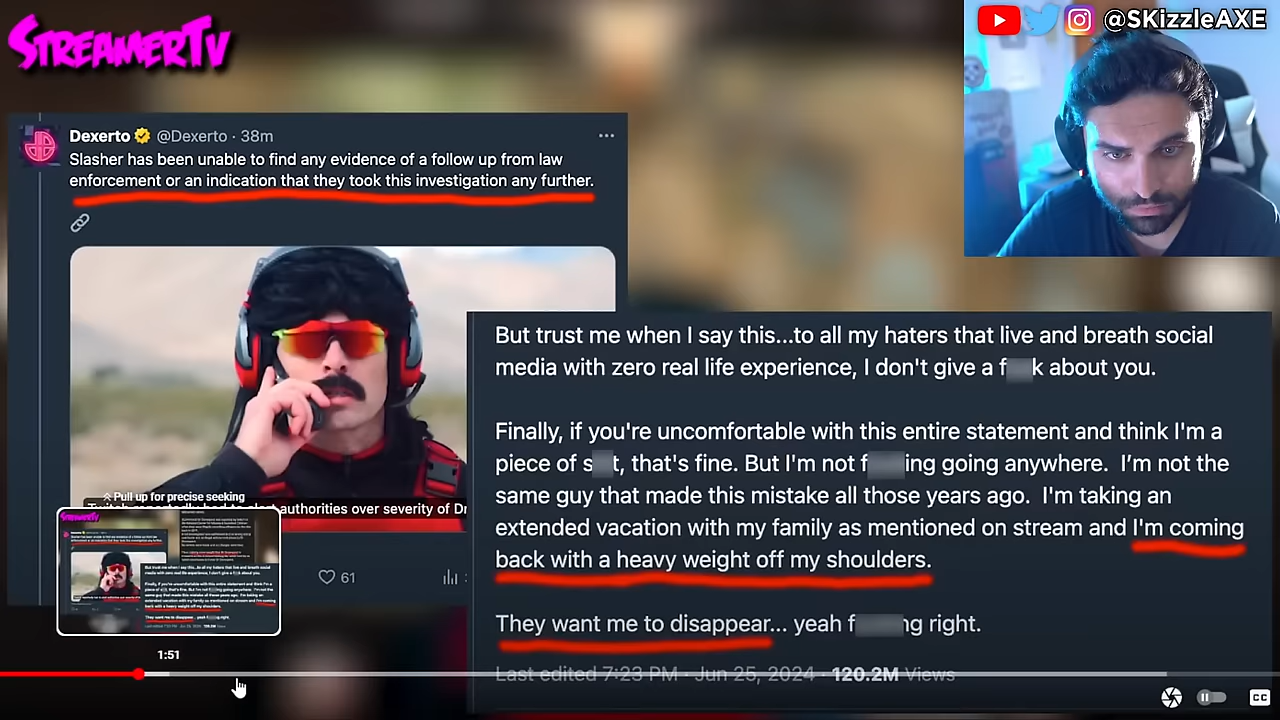 STREAMERTV
@SKizzleAXE
Dexerto @Dexerto · 38m
Slasher has been unable to find any evidence of a follow up from law
enforcement or an indication that they took this investigation any further.
authorities over severity of Dr
61
But trust me when I say this...to all my haters that live and breath social
media with zero real life experience, I don't give a f k about you.
Finally, if you're uncomfortable with this entire statement and think I'm a
piece of s t, that's fine. But I'm not f ing going anywhere. I'm not the
same guy that made this mistake all those years ago. I'm taking an
extended vacation with my family as mentioned on stream and I'm coming
back with a heavy weight off my shoulders.
They want me to disappear... yeah f ng right.
Last edited 7:23 PM · Jun 25, 2024 · 120.2M Views
Pull up for precise seeking
1:51
CC